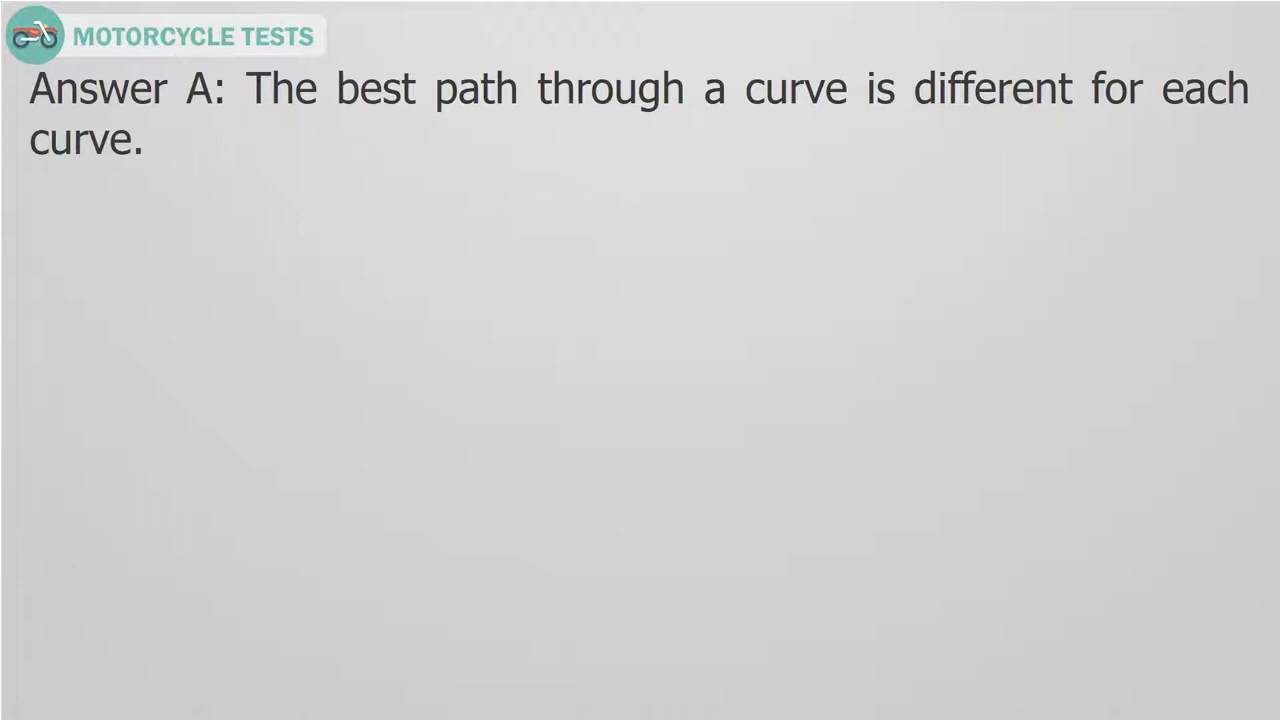 MOTORCYCLE TESTS
Answer A: The best path through a curve is different for each
curve.